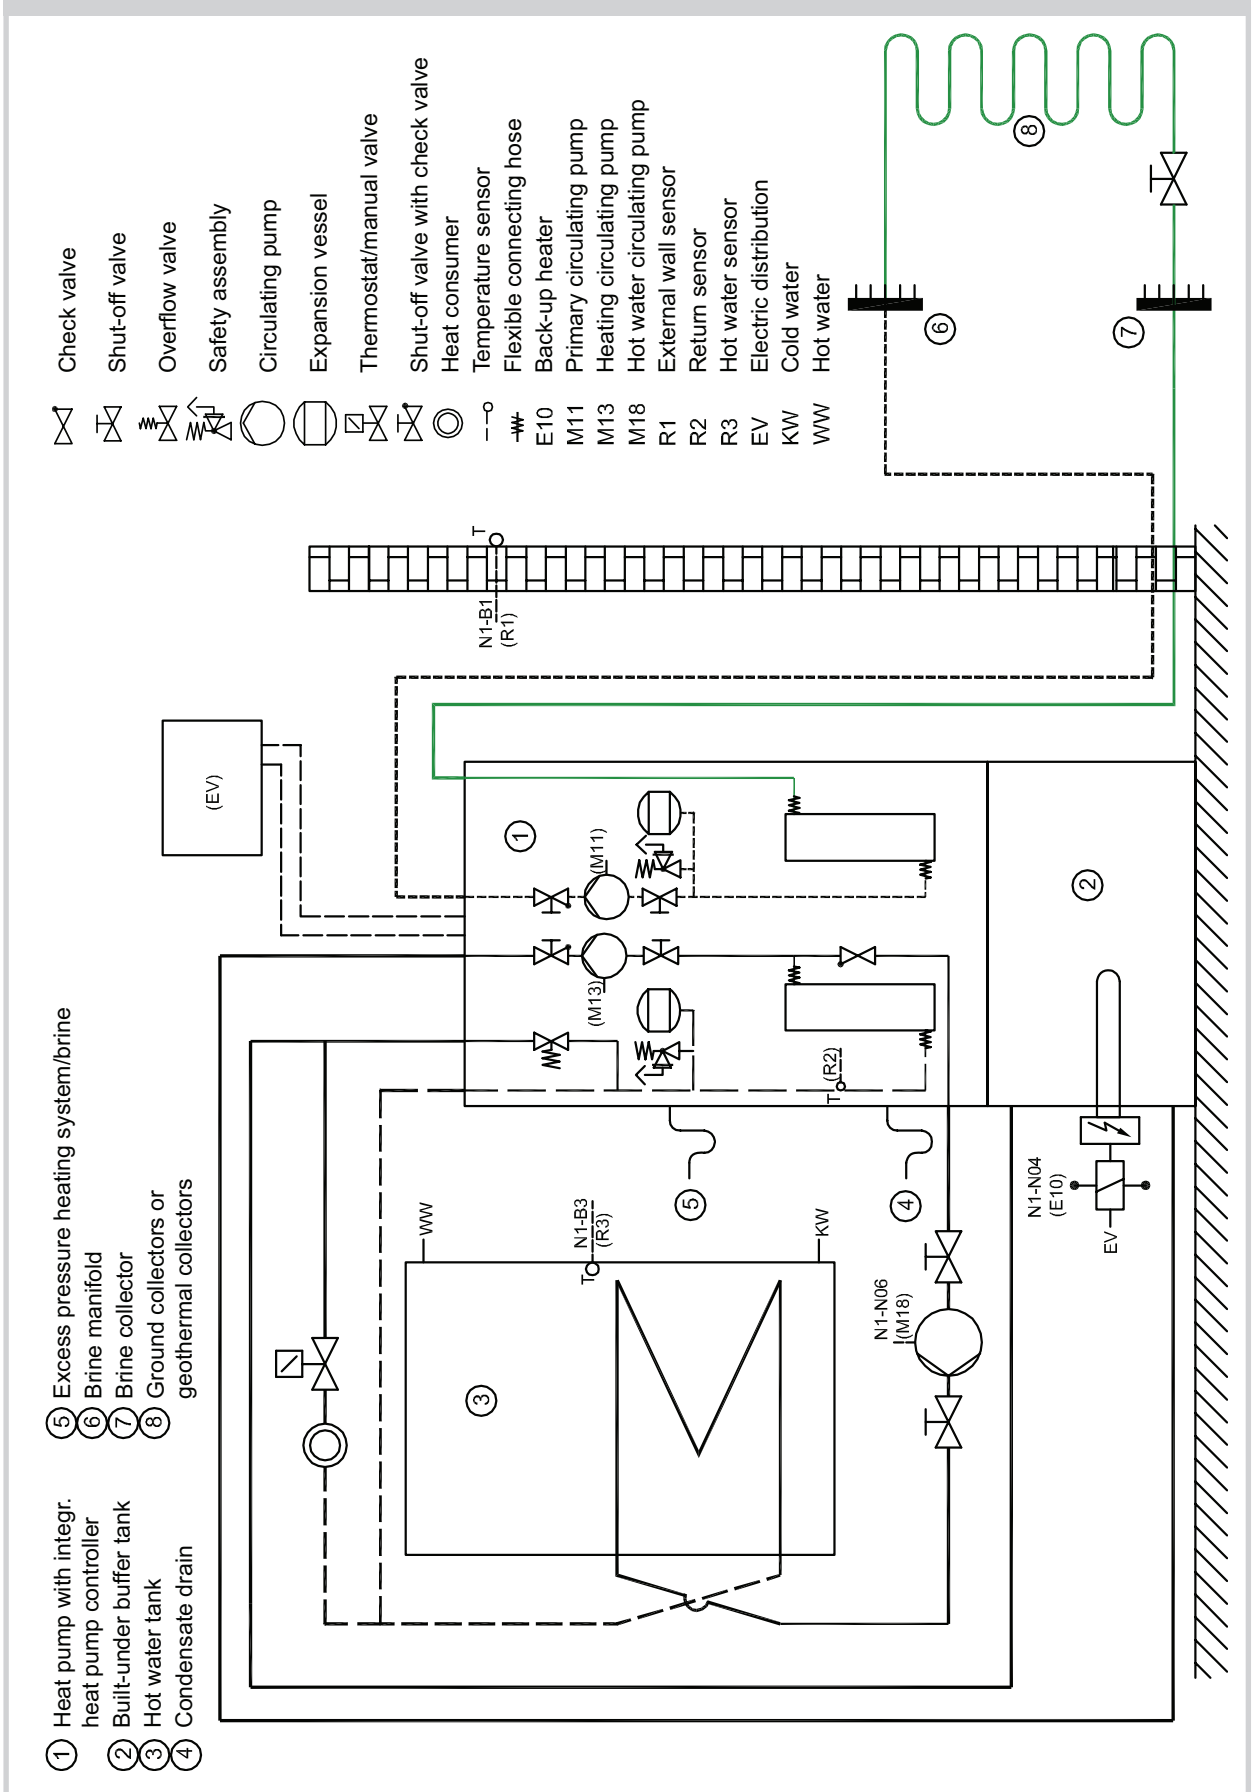 1 Heat pump with integr.
heat pump controller
2 Built-under buffer tank
3 Hot water tank
4 Condensate drain
5 Excess pressure heating system/brine
6 Brine manifold
7 Brine collector
8 Ground collectors or
geothermal collectors
Check valve
Shut-off valve
Overflow valve
Safety assembly
Circulating pump
Expansion vessel
Thermostat/manual valve
Shut-off valve with check valve
Heat consumer
Temperature sensor
Flexible connecting hose
E10 Back-up heater
M11 Primary circulating pump
M13 Heating circulating pump
M18 Hot water circulating pump
R1 External wall sensor
R2 Return sensor
R3 Hot water sensor
EV Electric distribution
KW Cold water
WW Hot water
(EV)
N1-B1
(R1)
T
1
(M11)
(M13)
T
(R2)
2
3
WW
N1-B3
(R3)
T
KW
5
4
N1-N06
(M18)
N1-N04
(E10)
EV
6
7
8